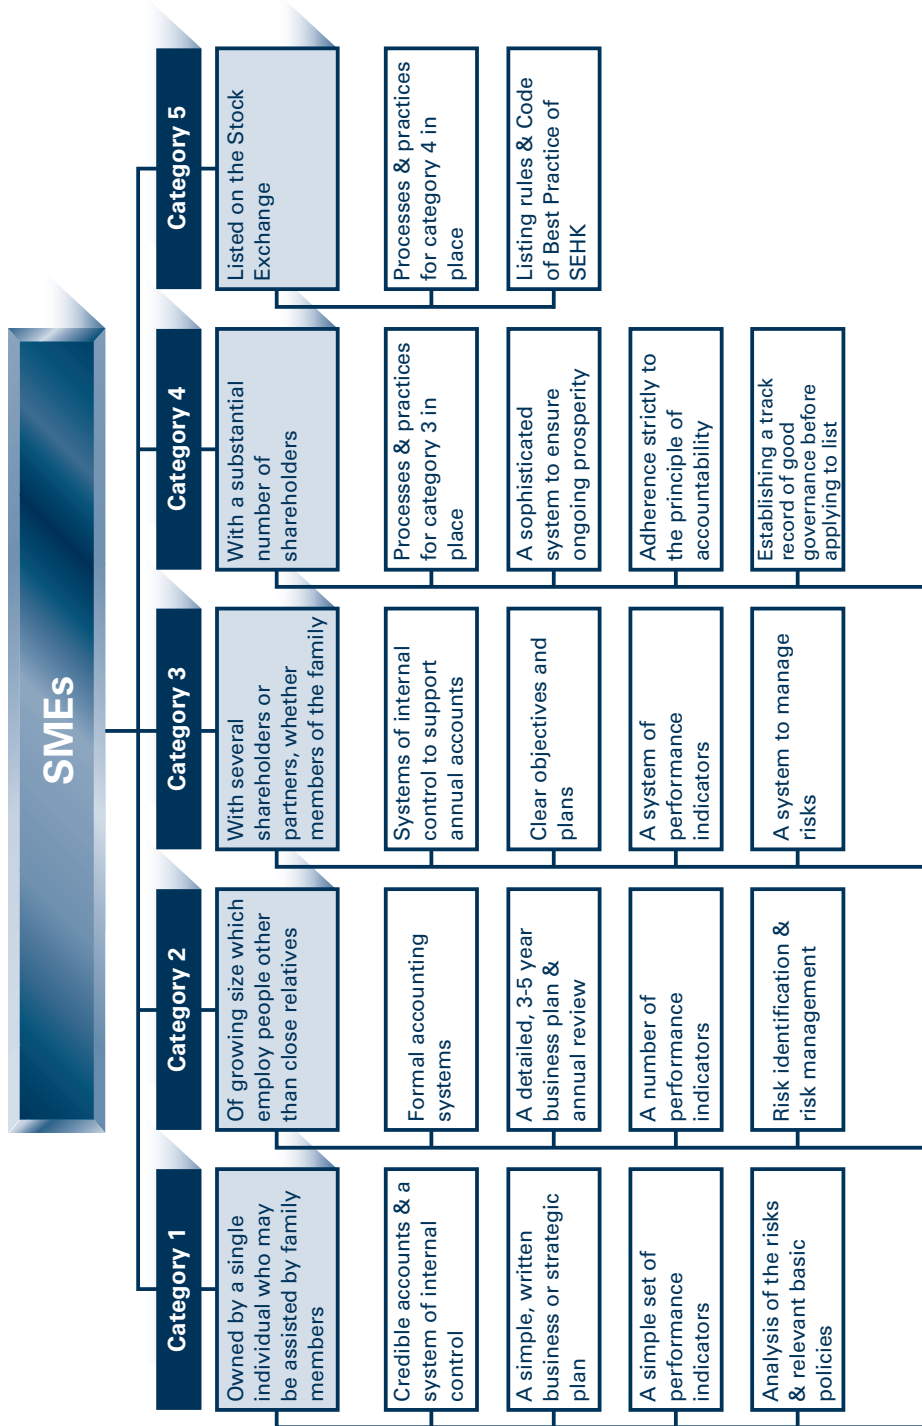 SMEs
Category 1
Owned by a single
individual who may
be assisted by family
members
Credible accounts & a
system of internal
control
A simple, written
business or strategic
plan
A simple set of
performance
indicators
Analysis of the risks
& relevant basic
policies
Category 2
Of growing size which
employ people other
than close relatives
Formal accounting
systems
A detailed, 3-5 year
business plan &
annual review
A number of
performance
indicators
Risk identification &
risk management
Category 3
With several
shareholders or
partners, whether
members of the family
Systems of internal
control to support
annual accounts
Clear objectives and
plans
A system of
performance
indicators
A system to manage
risks
Category 4
With a substantial
number of
shareholders
Processes & practices
for category 3 in
place
A sophisticated
system to ensure
ongoing prosperity
Adherence strictly to
the principle of
accountability
Establishing a track
record of good
governance before
applying to list
Category 5
Listed on the Stock
Exchange
Processes & practices
for category 4 in
place
Listing rules & Code
of Best Practice of
SEHK